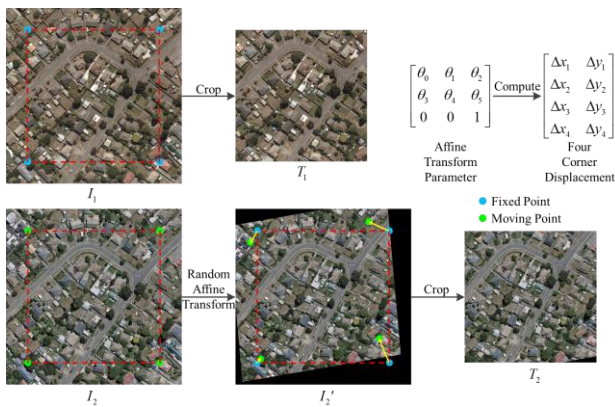 Crop
I₁
T₁
[θ₀ θ₁ θ₂
θ₃ θ₄ θ₅
0 0 1]
Compute
[Δx₁ Δy₁
Δx₂ Δy₂
Δx₃ Δy₃
Δx₄ Δy₄]
Affine
Transform
Parameter
Four
Corner
Displacement
Fixed Point
Moving Point
Random
Affine
Transform
Crop
I₂
I₂′
T₂